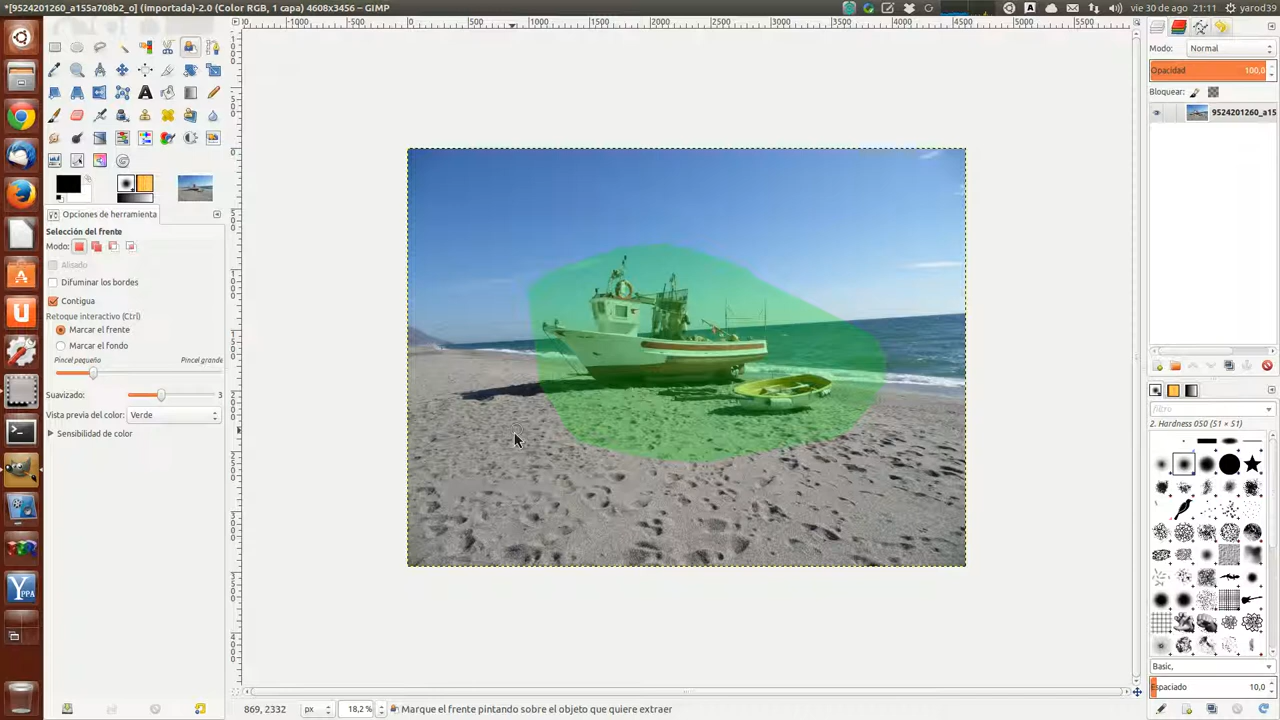 *[9524201260_a155a708b2_o] (Importada)-2.0 (Color RGB, 1 capa) 4608x3456 – GIMP
vie 30 de ago
21:11
yarod39
Opciones de herramienta
Selección del frente
Modo:
Alisado
Difuminar los bordes
Contigua
Retoque interactivo (Ctrl)
Marcar el frente
Marcar el fondo
Pincel pequeño
Pincel grande
Suavizado:
3
Vista previa del color:
Verde
Sensibilidad de color
Modo:
Normal
Opacidad
100,0
Bloquear:
9524201260_a15
filtro
2. Hardness 050 (51 × 51)
Basic,
Espaciado
10,0
869, 2332
px
18,2 %
Marque el frente pintando sobre el objeto que quiere extraer